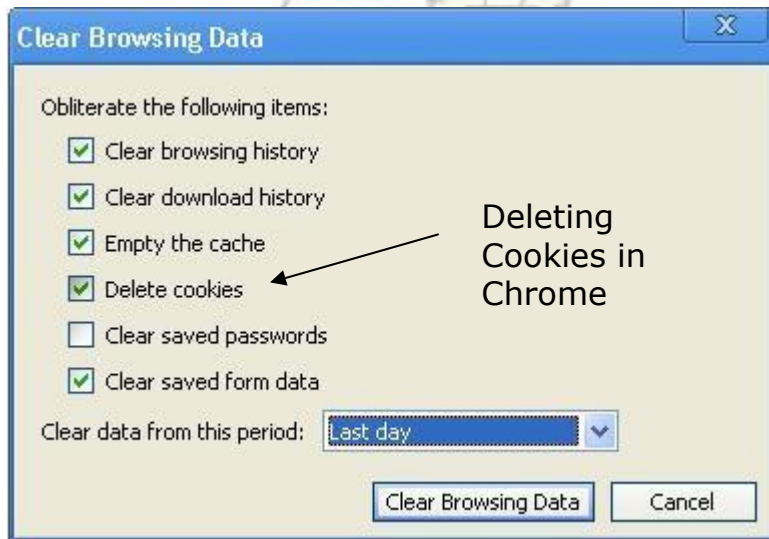 Clear Browsing Data
Obliterate the following items:
Clear browsing history
Clear download history
Empty the cache
Delete cookies
Clear saved passwords
Clear saved form data
Deleting
Cookies in
Chrome
Clear data from this period: Last day
Clear Browsing Data Cancel